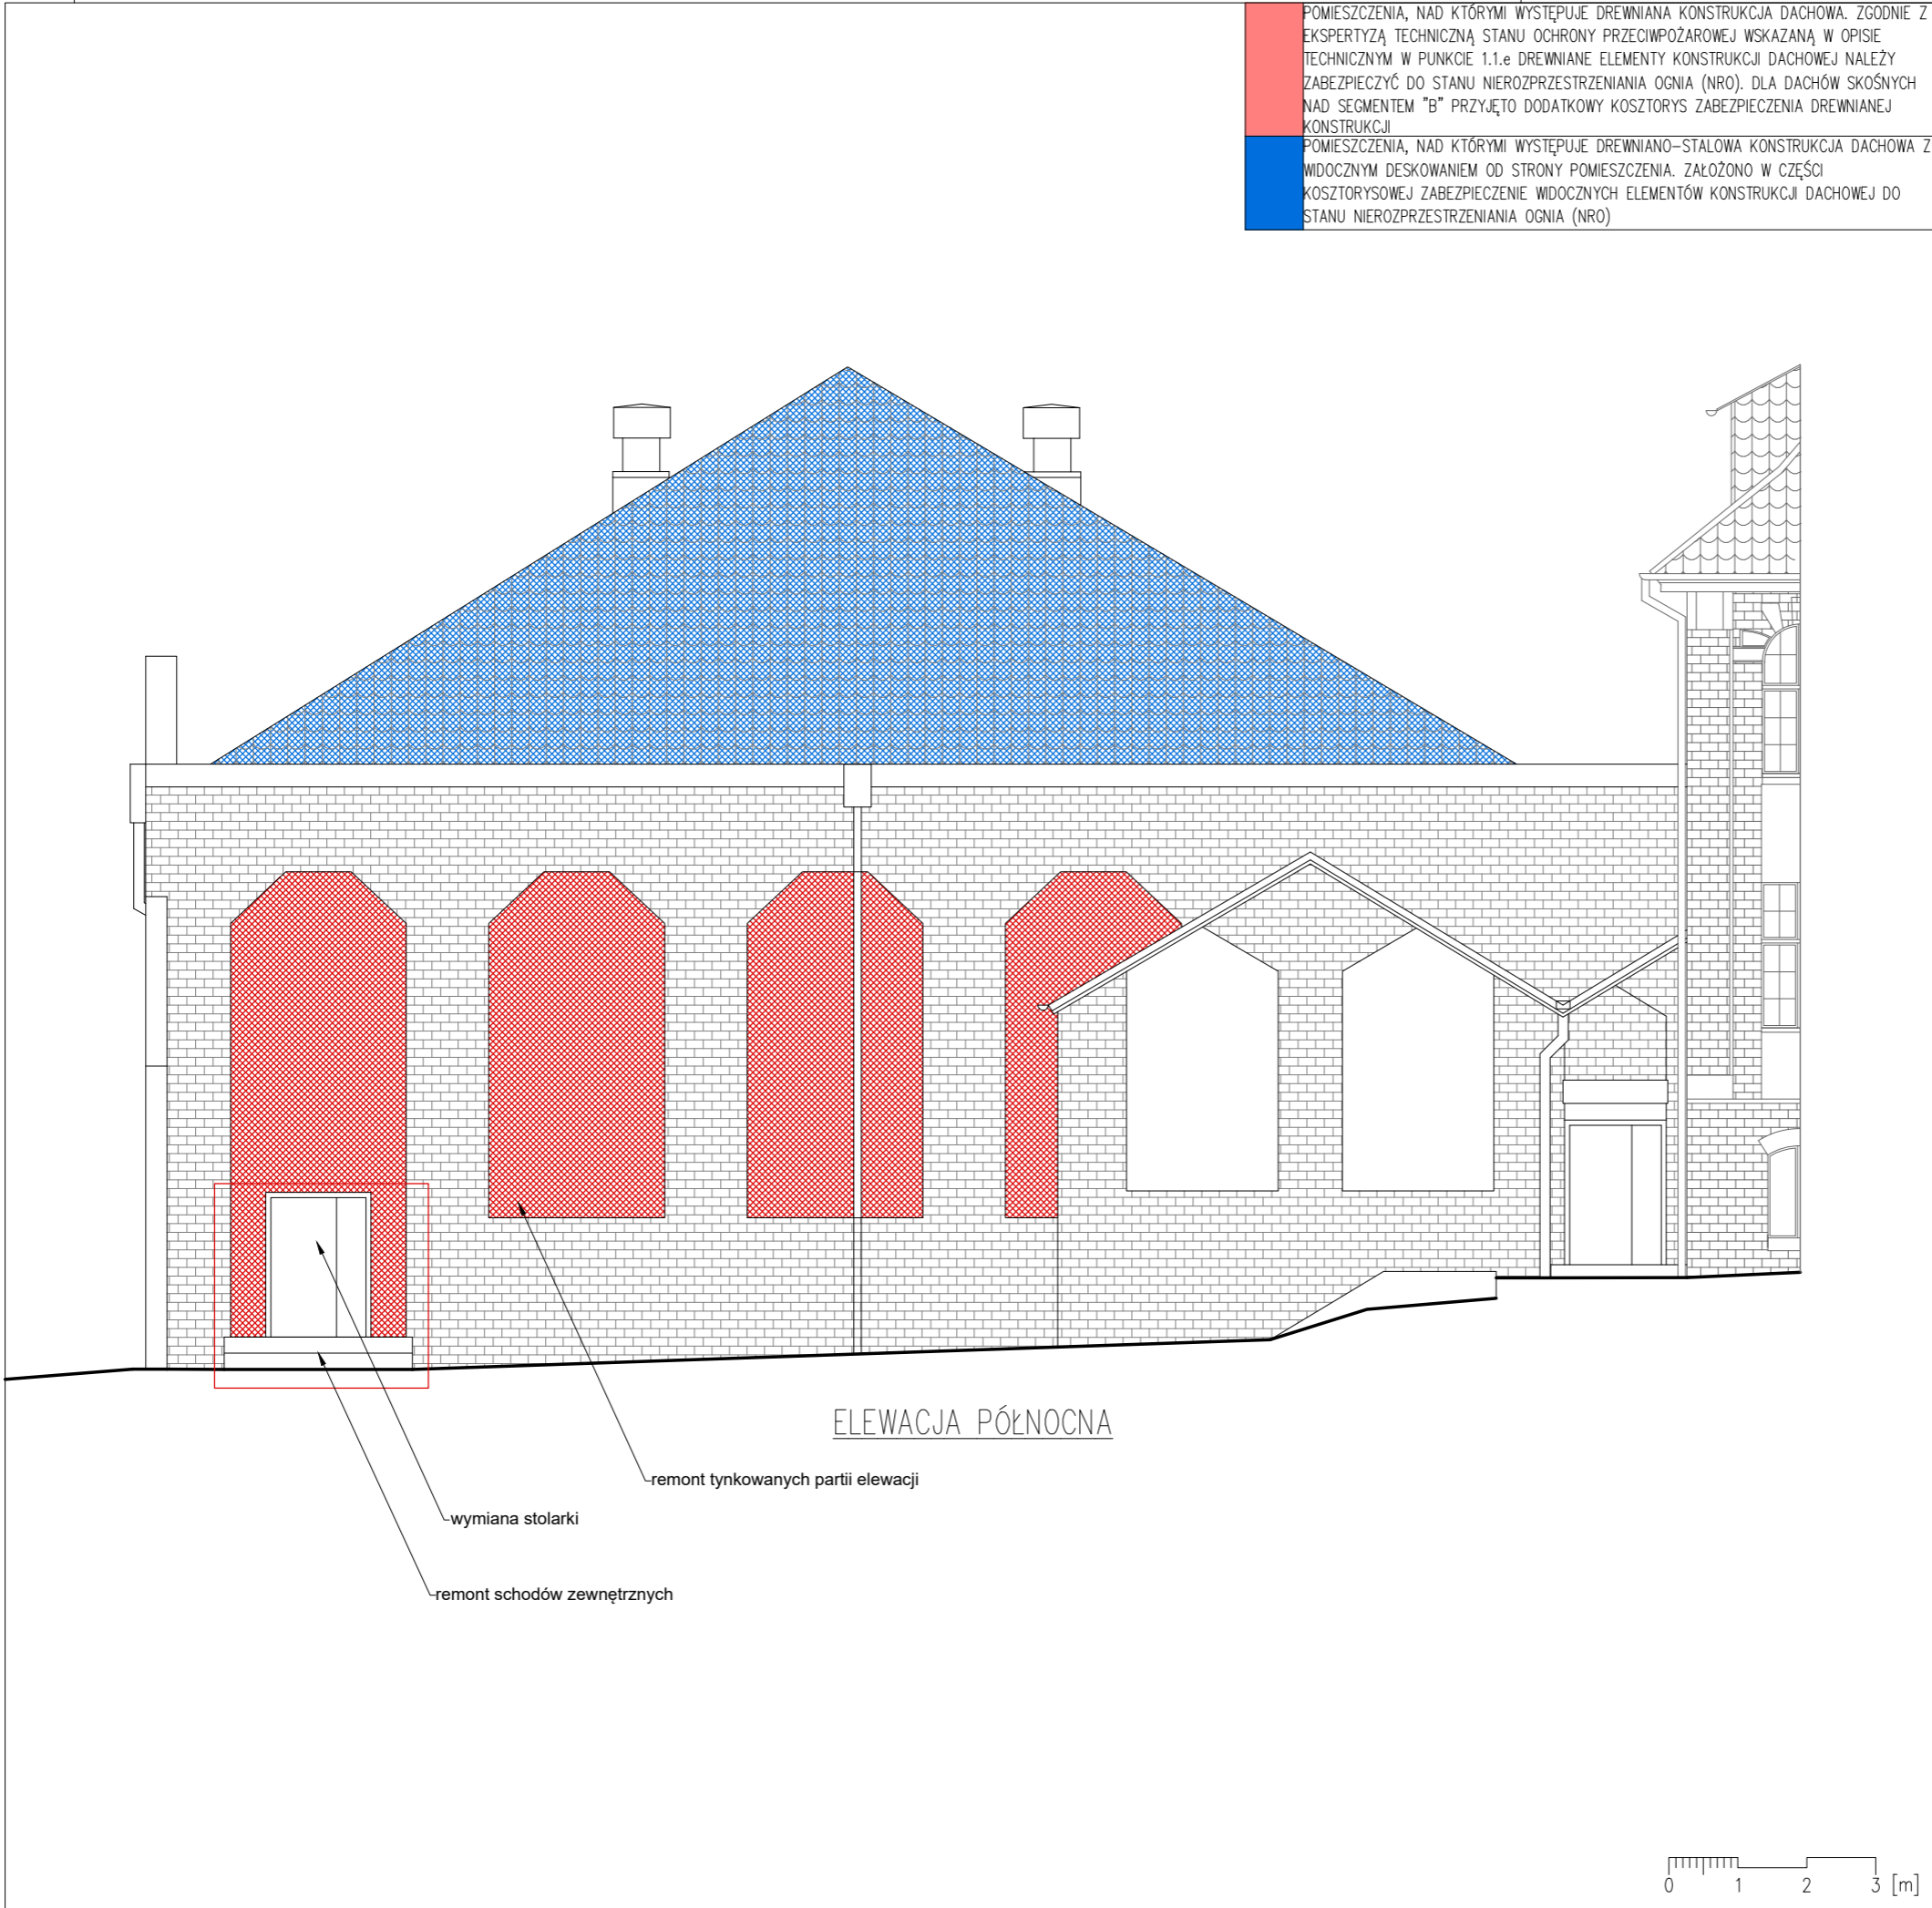 POMIESZCZENIA, NAD KTÓRYMI WYSTĘPUJE DREWNIANA KONSTRUKCJA DACHOWA. ZGODNIE Z
EKSPERTYZĄ TECHNICZNĄ STANU OCHRONY PRZECIWPOŻAROWEJ WSKAZANĄ W OPISIE
TECHNICZNYM W PUNKCIE 1.1.e DREWNIANE ELEMENTY KONSTRUKCJI DACHOWEJ NALEŻY
ZABEZPIECZYĆ DO STANU NIEROZPRZESTRZENIANIA OGNIA (NRO). DLA DACHÓW SKOŚNYCH
NAD SEGMENTEM "B" PRZYJĘTO DODATKOWY KOSZTORYS ZABEZPIECZENIA DREWNIANEJ
KONSTRUKCJI
POMIESZCZENIA, NAD KTÓRYMI WYSTĘPUJE DREWNIANO-STALOWA KONSTRUKCJA DACHOWA Z
WIDOCZNYM DESKOWANIEM OD STRONY POMIESZCZENIA. ZAŁOŻONO W CZĘŚCI
KOSZTORYSOWEJ ZABEZPIECZENIE WIDOCZNYCH ELEMENTÓW KONSTRUKCJI DACHOWEJ DO
STANU NIEROZPRZESTRZENIANIA OGNIA (NRO)
ELEWACJA PÓŁNOCNA
remont tynkowanych partii elewacji
wymiana stolarki
remont schodów zewnętrznych
0 1 2 3 [m]